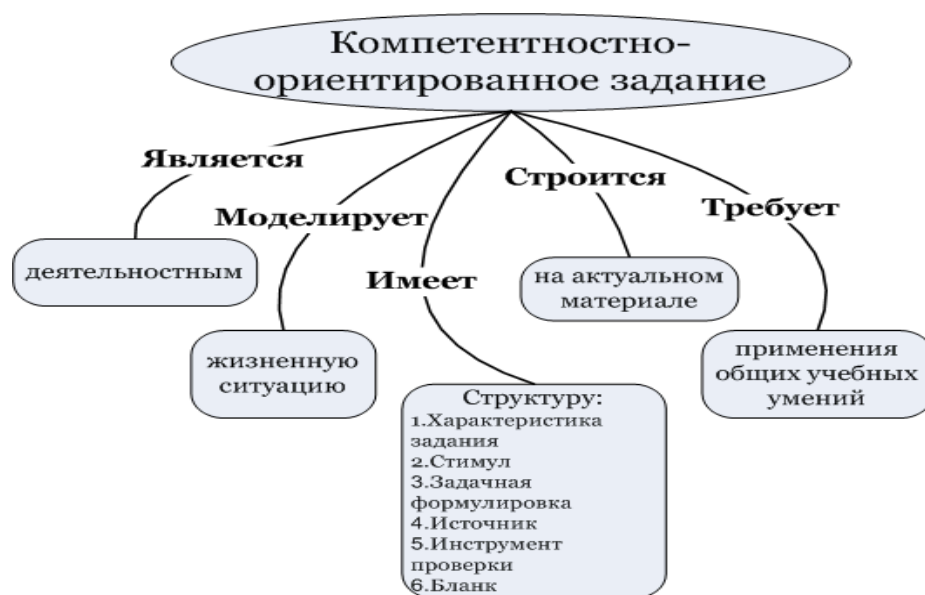 Компетентностно-
ориентированное задание
Является
деятельностным
Моделирует
жизненную
ситуацию
Имеет
Структуру:
1.Характеристика
задания
2.Стимул
3.Задачная
формулировка
4.Источник
5.Инструмент
проверки
6.Бланк
Строится
на актуальном
материале
Требует
применения
общих учебных
умений